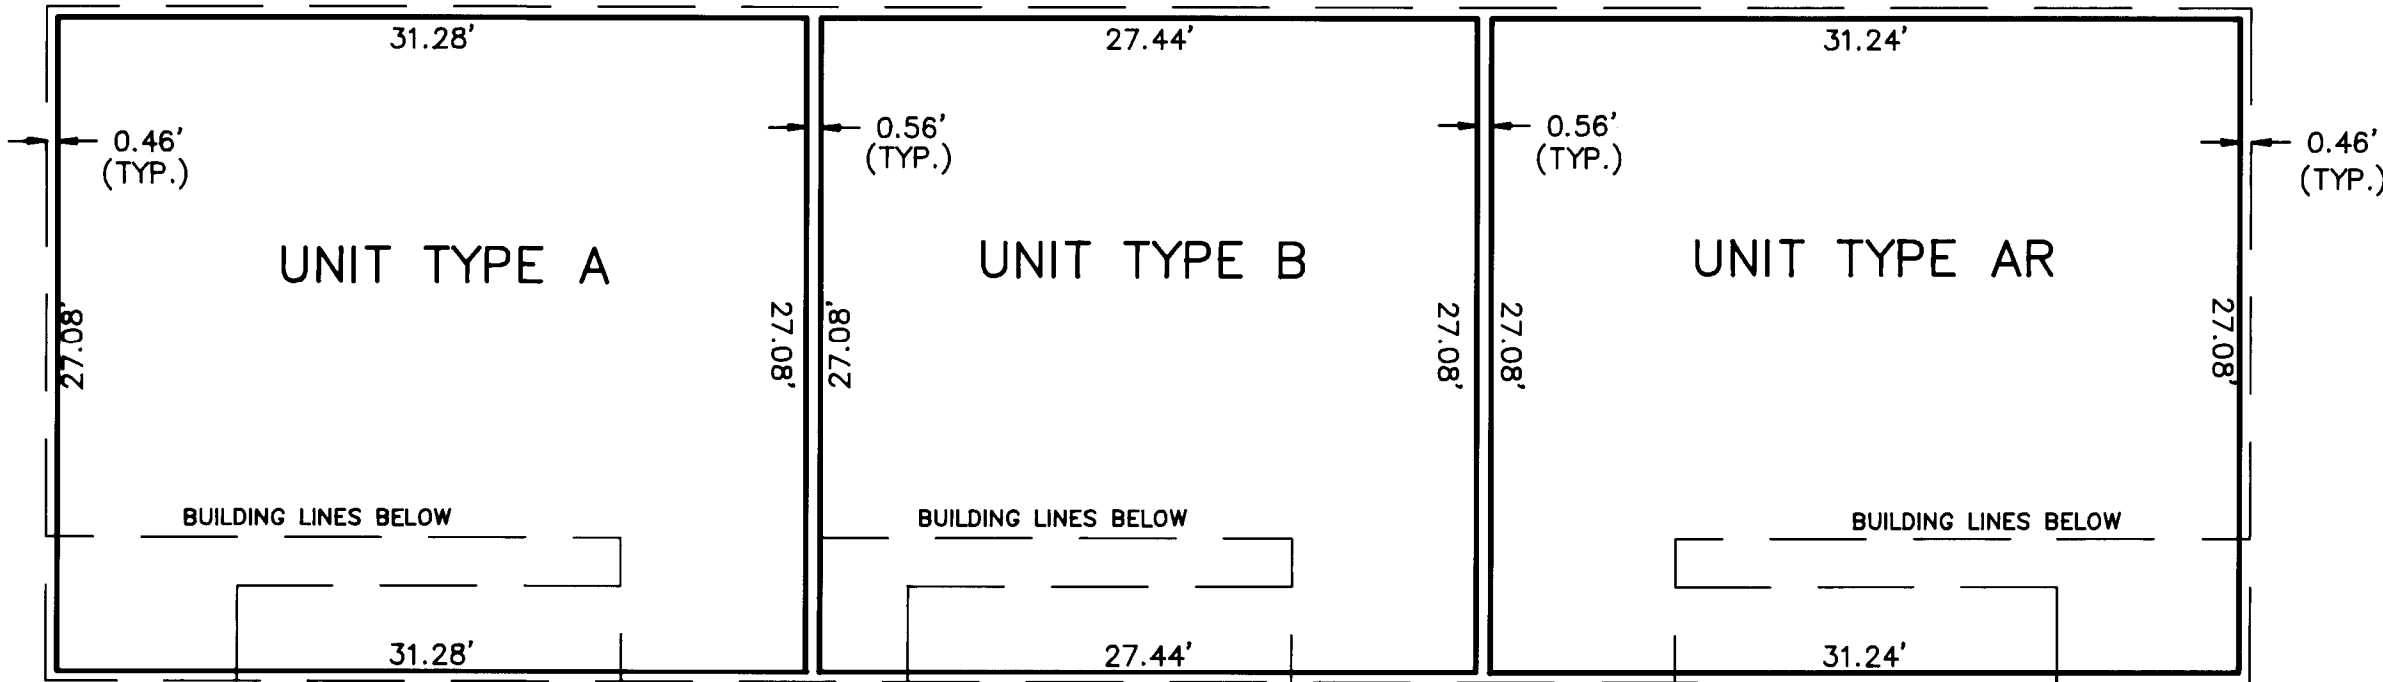 31.28'
27.44'
31.24'
0.46'
(TYP.)
0.56'
(TYP.)
0.56'
(TYP.)
0.46'
(TYP.)
UNIT TYPE A
UNIT TYPE B
UNIT TYPE AR
27.08'
27.08'
27.08'
27.08'
27.08'
27.08'
BUILDING LINES BELOW
BUILDING LINES BELOW
BUILDING LINES BELOW
31.28'
27.44'
31.24'